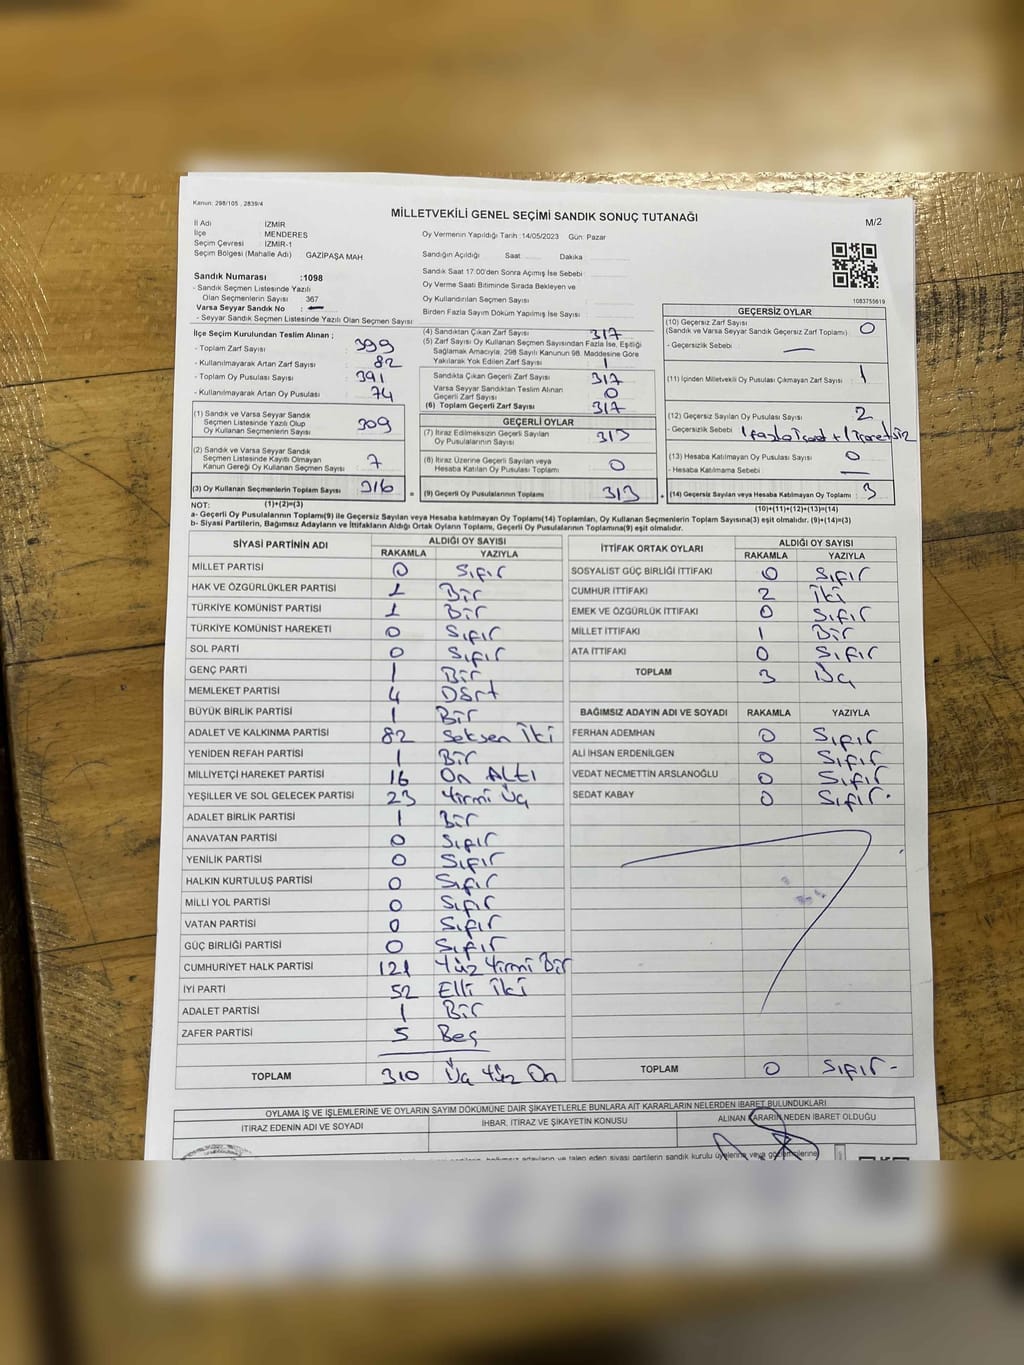 Kanun: 298/105 , 2839/4
MİLLETVEKİLİ GENEL SEÇİMİ SANDIK SONUÇ TUTANAĞI
M/2
İl Adı : İZMİR
İlçe : MENDERES
Seçim Çevresi : İZMİR-1
Seçim Bölgesi (Mahalle Adı) GAZİPAŞA MAH.
Oy Vermenin Yapıldığı Tarih :14/05/2023 Gün: Pazar
Sandığın Açıldığı Saat Dakika
Sandık Saat 17.00'den Sonra Açımış İse Sebebi
Oy Verme Saati Bitiminde Sırada Bekleyen ve
Oy Kullandırılan Seçmen Sayısı
Birden Fazla Sayım Döküm Yapılmış İse Sayısı
1083755619
Sandık Numarası :1098
- Sandık Seçmen Listesinde Yazılı
Olan Seçmenlerin Sayısı 367
Varsa Seyyar Sandık No : —
- Seyyar Sandık Seçmen Listesinde Yazılı Olan Seçmen Sayısı
İlçe Seçim Kurulundan Teslim Alınan ;
- Toplam Zarf Sayısı : 399
- Kullanılmayarak Artan Zarf Sayısı : 82
- Toplam Oy Pusulası Sayısı : 391
- Kullanılmayarak Artan Oy Pusulası Sayısı : 74
(1) Sandık ve Varsa Seyyar Sandık
Seçmen Listesinde Yazılı Olup
Oy Kullanan Seçmenlerin Sayısı : 309
(2) Sandık ve Varsa Seyyar Sandık
Seçmen Listesinde Kayıtlı Olmayan
Kanun Gereği Oy Kullanan Seçmen Sayısı : 7
(3) Oy Kullanan Seçmenlerin Toplam Sayısı : 316
(1)+(2)=(3)
(4) Sandıktan Çıkan Zarf Sayısı : 317
(5) Zarf Sayısı Oy Kullanan Seçmen Sayısından Fazla İse, Eşitliği
Sağlamak Amacıyla, 298 Sayılı Kanunun 98. Maddesine Göre
Yakılarak Yok Edilen Zarf Sayısı : 1
Sandıkta Çıkan Geçerli Zarf Sayısı : 317
Varsa Seyyar Sandıktan Teslim Alınan
Geçerli Zarf Sayısı : 0
(6) Toplam Geçerli Zarf Sayısı : 317
GEÇERLİ OYLAR
(7) İtiraz Edilmeksizin Geçerli Sayılan
Oy Pusulalarının Sayısı : 313
(8) İtiraz Üzerine Geçerli Sayılan veya
Hesaba Katılan Oy Pusulası Toplamı : 0
(9) Geçerli Oy Pusulalarının Toplamı : 313
GEÇERSİZ OYLAR
(10) Geçersiz Zarf Sayısı
(Sandık ve Varsa Seyyar Sandık Geçersiz Zarf Toplamı) : 0
- Geçersizlik Sebebi : —
(11) İçinden Milletvekili Oy Pusulası Çıkmayan Zarf Sayısı : 1
(12) Geçersiz Sayılan Oy Pusulası Sayısı : 2
- Geçersizlik Sebebi : 1 fazla işaret + 1 işaretsiz
(13) Hesaba Katılmayan Oy Pusulası Sayısı : 0
- Hesaba Katılmama Sebebi : —
(14) Geçersiz Sayılan veya Hesaba Katılmayan Oy Toplamı : 3
(10)+(11)+(12)+(13)=(14)
NOT:
a- Geçerli Oy Pusulalarının Toplamı(9) ile Geçersiz Sayılan veya Hesaba katılmayan Oy Toplamı(14) Toplamları, Oy Kullanan Seçmenlerin Toplam Sayısına(3) eşit olmalıdır. (9)+(14)=(3)
b- Siyasi Partilerin, Bağımsız Adayların ve İttifakların Aldığı Ortak Oyların Toplamı, Geçerli Oy Pusulalarının Toplamına(9) eşit olmalıdır.
SİYASİ PARTİNİN ADI ALDIĞI OY SAYISI
RAKAMLA YAZIYLA
MİLLET PARTİSİ 0 Sıfır
HAK VE ÖZGÜRLÜKLER PARTİSİ 1 Bir
TÜRKİYE KOMÜNİST PARTİSİ 1 Bir
TÜRKİYE KOMÜNİST HAREKETİ 0 Sıfır
SOL PARTİ 0 Sıfır
GENÇ PARTİ 1 Bir
MEMLEKET PARTİSİ 4 Dört
BÜYÜK BİRLİK PARTİSİ 1 Bir
ADALET VE KALKINMA PARTİSİ 82 Seksen İki
YENİDEN REFAH PARTİSİ 1 Bir
MİLLİYETÇİ HAREKET PARTİSİ 16 On Altı
YEŞİLLER VE SOL GELECEK PARTİSİ 23 Yirmi Üç
ADALET BİRLİK PARTİSİ 1 Bir
ANAVATAN PARTİSİ 0 Sıfır
YENİLİK PARTİSİ 0 Sıfır
HALKIN KURTULUŞ PARTİSİ 0 Sıfır
MİLLİ YOL PARTİSİ 0 Sıfır
VATAN PARTİSİ 0 Sıfır
GÜÇ BİRLİĞİ PARTİSİ 0 Sıfır
CUMHURİYET HALK PARTİSİ 121 Yüz Yirmi Bir
İYİ PARTİ 52 Elli İki
ADALET PARTİSİ 1 Bir
ZAFER PARTİSİ 5 Beş
TOPLAM 310 Üç Yüz On
İTTİFAK ORTAK OYLARI ALDIĞI OY SAYISI
RAKAMLA YAZIYLA
SOSYALİST GÜÇ BİRLİĞİ İTTİFAKI 0 Sıfır
CUMHUR İTTİFAKI 2 İki
EMEK VE ÖZGÜRLÜK İTTİFAKI 0 Sıfır
MİLLET İTTİFAKI 1 Bir
ATA İTTİFAKI 0 Sıfır
TOPLAM 3 Üç
BAĞIMSIZ ADAYIN ADI VE SOYADI RAKAMLA YAZIYLA
FERHAN ADEMHAN 0 Sıfır
ALİ İHSAN ERDENİLGEN 0 Sıfır
VEDAT NECMETTİN ARSLANOĞLU 0 Sıfır
SEDAT KABAY 0 Sıfır.
TOPLAM 0 Sıfır -
OYLAMA İŞ VE İŞLEMLERİNE VE OYLARIN SAYIM DÖKÜMÜNE DAİR ŞİKAYETLERLE BUNLARA AİT KARARLARIN NELERDEN İBARET BULUNDUKLARI
İTİRAZ EDENİN ADI VE SOYADI İHBAR, İTİRAZ VE ŞİKAYETİN KONUSU ALINAN KARARIN NEDEN İBARET OLDUĞU